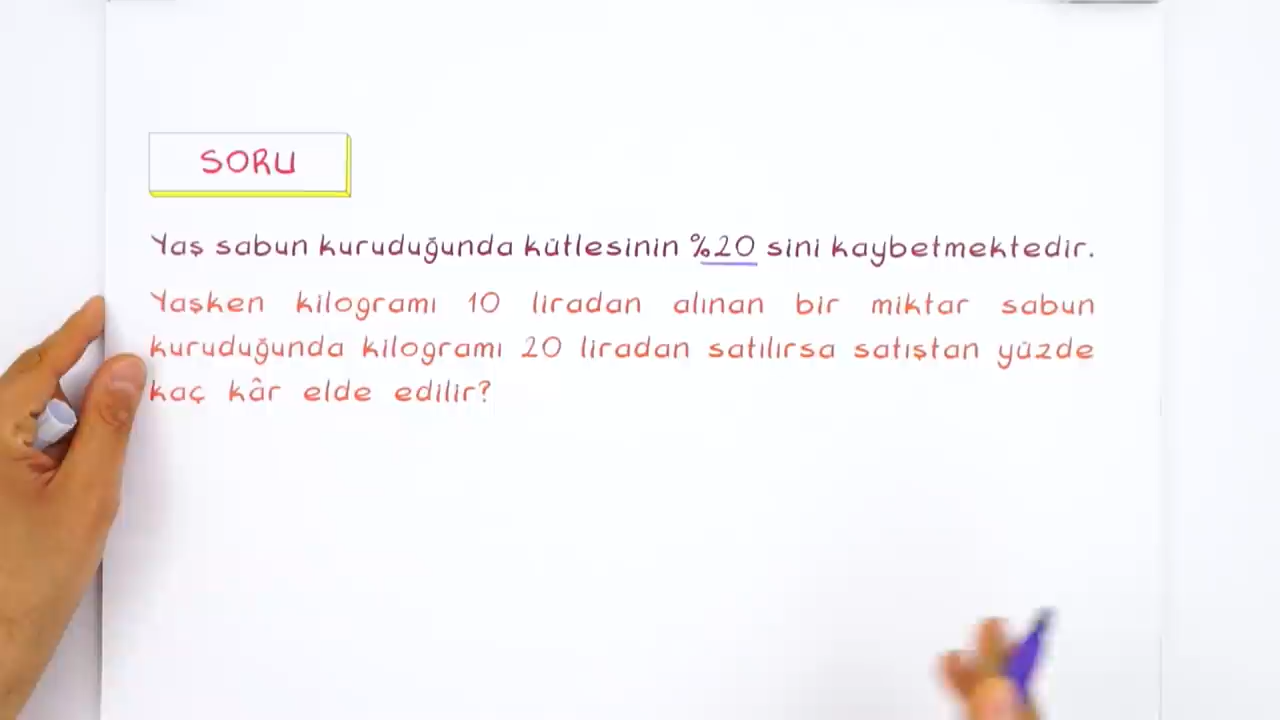 SORU
Yaş sabun kuruduğunda kütlesinin %20 sini kaybetmektedir.
Yaşken kilogramı 10 liradan alınan bir miktar sabun
kuruduğunda kilogramı 20 liradan satılırsa satıştan yüzde
kaç kâr elde edilir?